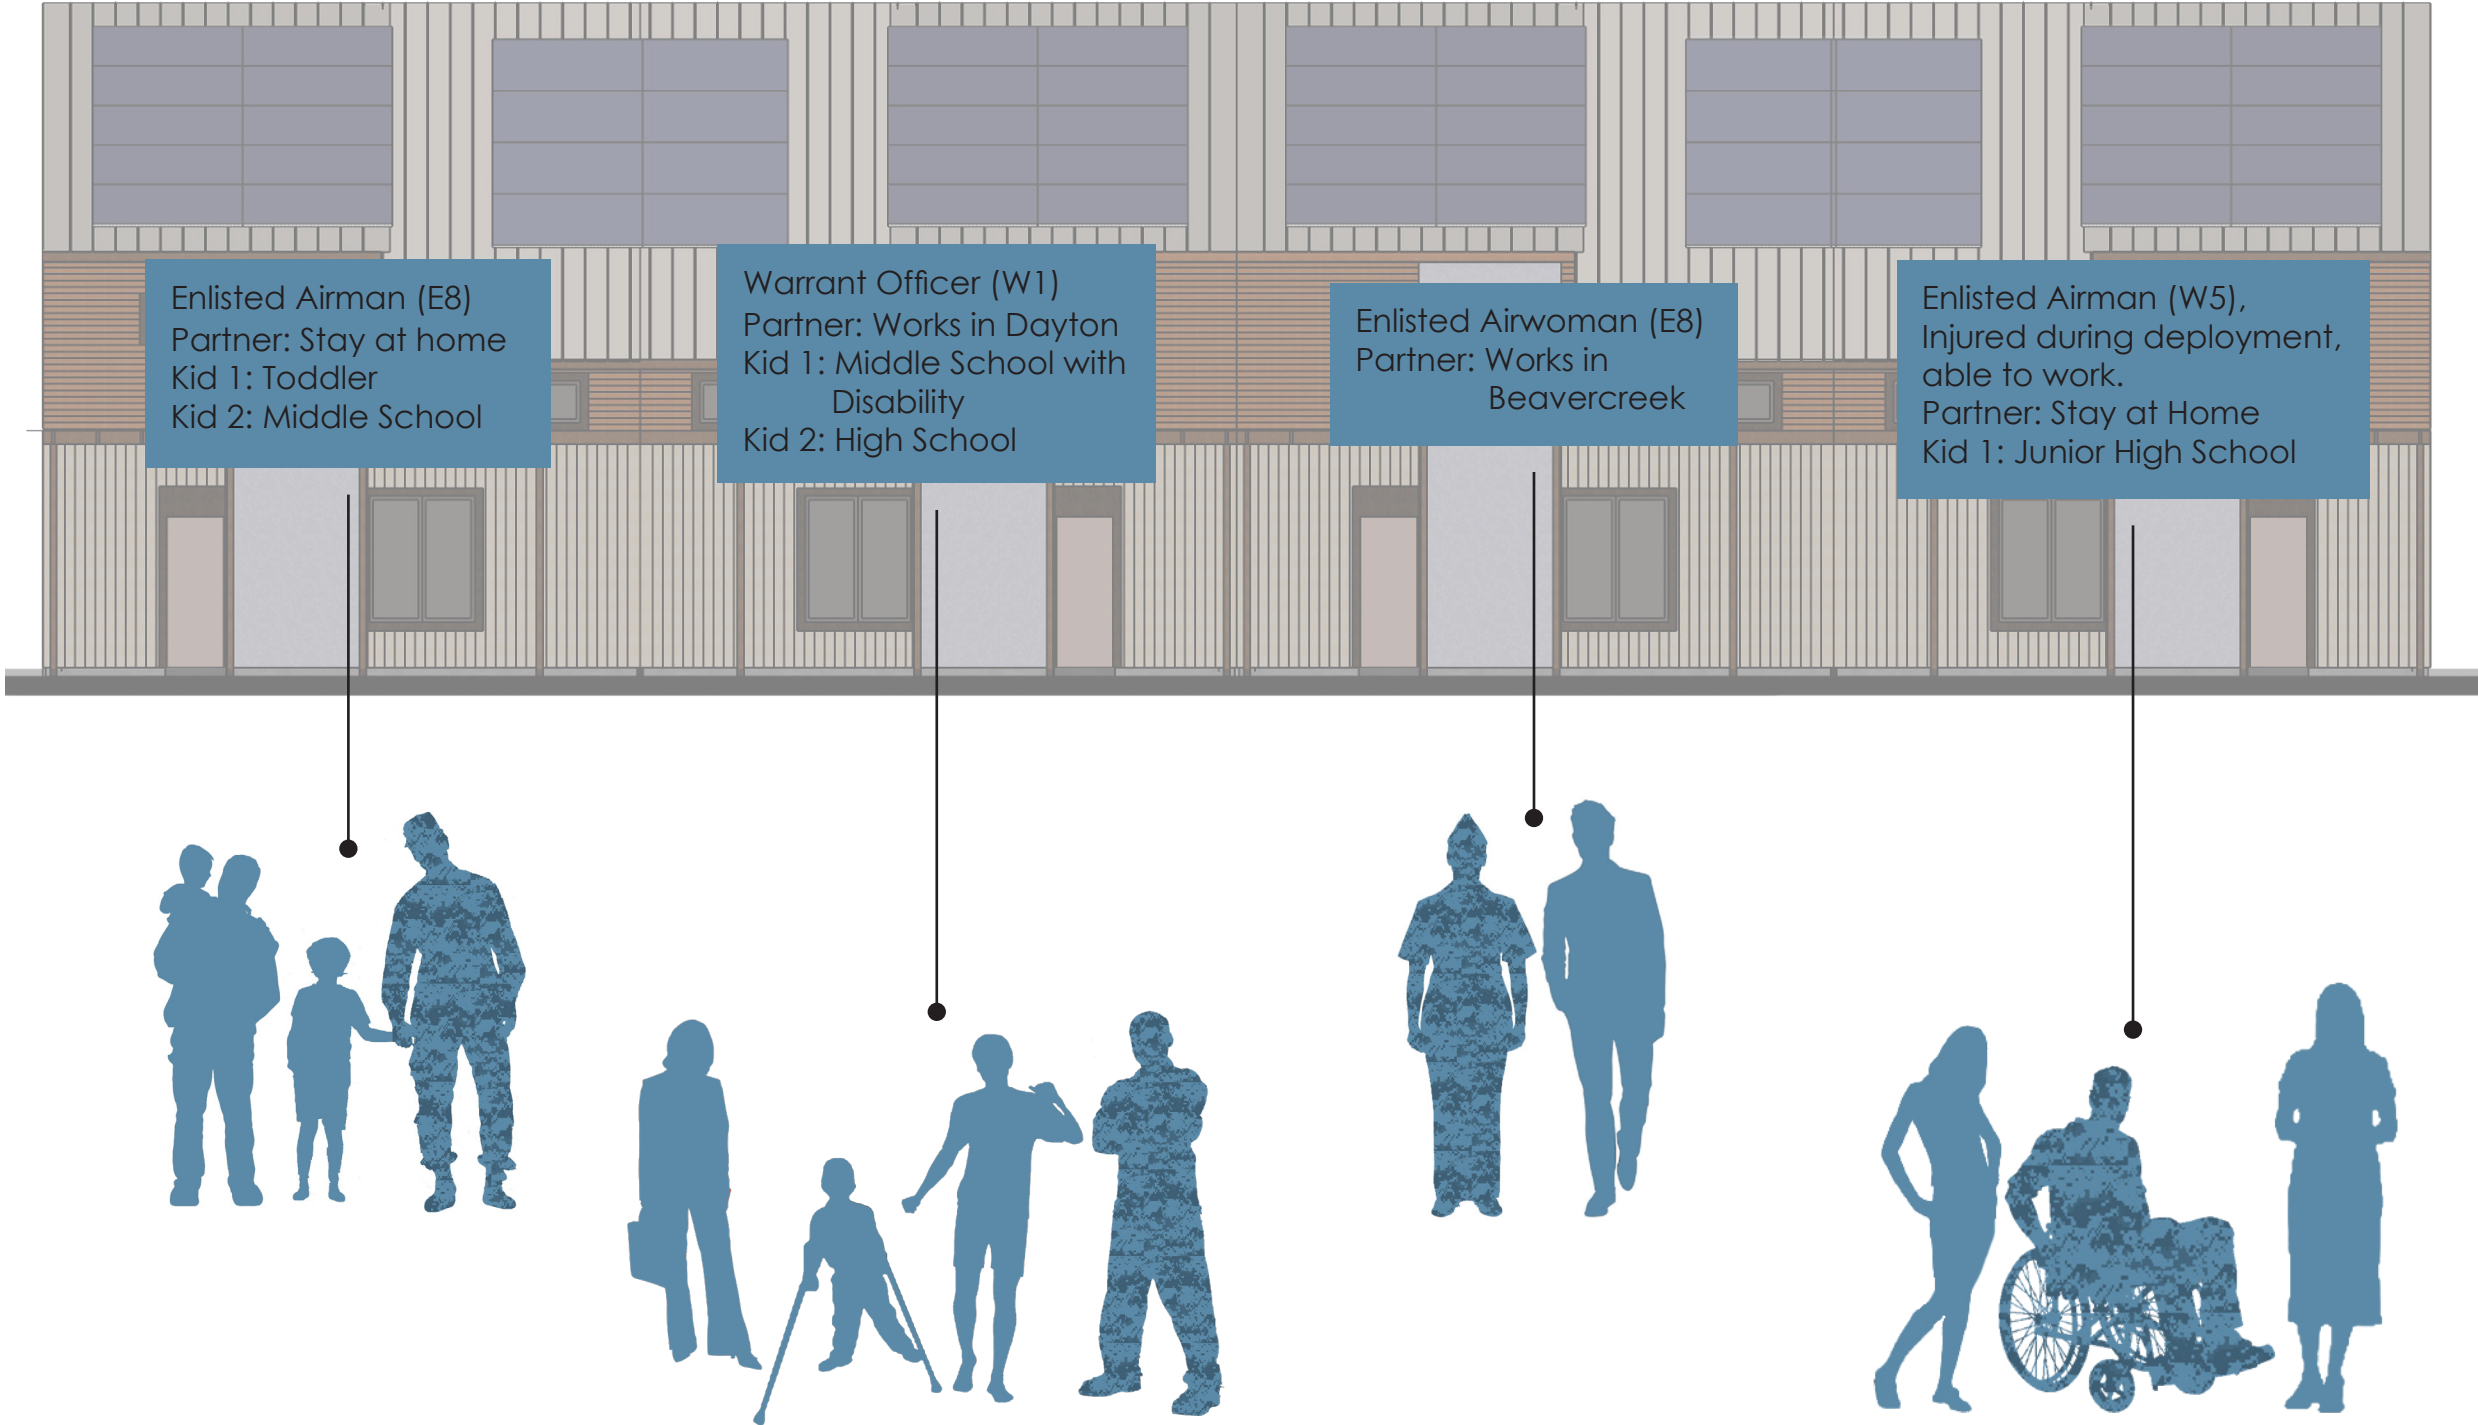 Enlisted Airman (E8)
Partner: Stay at home
Kid 1: Toddler
Kid 2: Middle School
Warrant Officer (W1)
Partner: Works in Dayton
Kid 1: Middle School with
Disability
Kid 2: High School
Enlisted Airwoman (E8)
Partner: Works in
Beavercreek
Enlisted Airman (W5),
Injured during deployment,
able to work.
Partner: Stay at Home
Kid 1: Junior High School